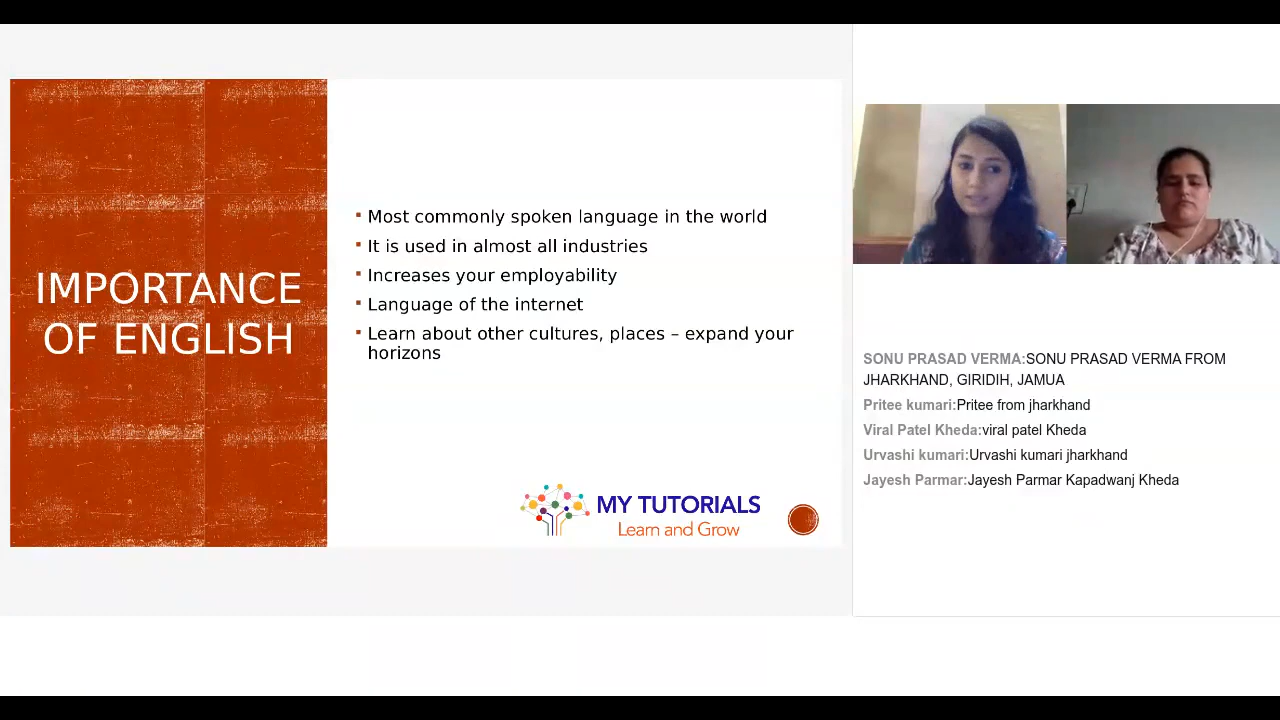 IMPORTANCE
OF ENGLISH
Most commonly spoken language in the world
It is used in almost all industries
Increases your employability
Language of the internet
Learn about other cultures, places – expand your
horizons
MY TUTORIALS
Learn and Grow
SONU PRASAD VERMA:SONU PRASAD VERMA FROM
JHARKHAND, GIRIDIH, JAMUA
Pritee kumari:Pritee from jharkhand
Viral Patel Kheda:viral patel Kheda
Urvashi kumari:Urvashi kumari jharkhand
Jayesh Parmar:Jayesh Parmar Kapadwanj Kheda